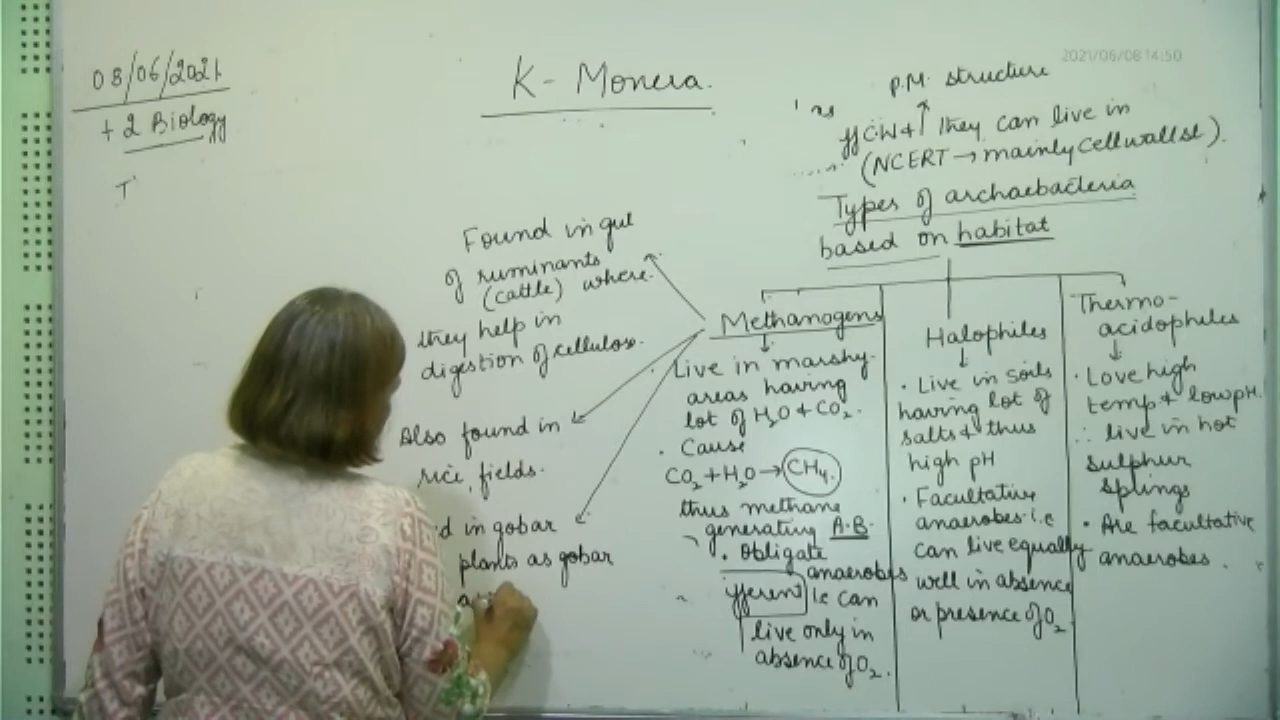 08/06/2021
+2 Biology
K- Monera.
2021/06/08 14:50
P.M. structure
CW+ they can live in
(NCERT → mainly Cell wall st.)
Types of archaebacteria
based on habitat
Methanogens
Live in marshy
areas having
lot of H2O + CO2.
• Cause
CO2 + H2O → CH4.
thus methane
generating A.B.
• Obligate
anaerobes
i.e can
live only in
absence of O2.
Found in gut
of ruminants
(cattle) where
they help in
digestion of cellulose.
Also found in
rice fields.
d in gobar
plants as gobar
Halophiles
• Live in soils
having lot of
salts & thus
high pH
• Facultative
anaerobes i.e
can live equally
well in absence
or presence of O2
Thermo-
acidophiles
• Love high
temp + low pH.
∴ live in hot
sulphur
springs
• Are facultative
anaerobes.